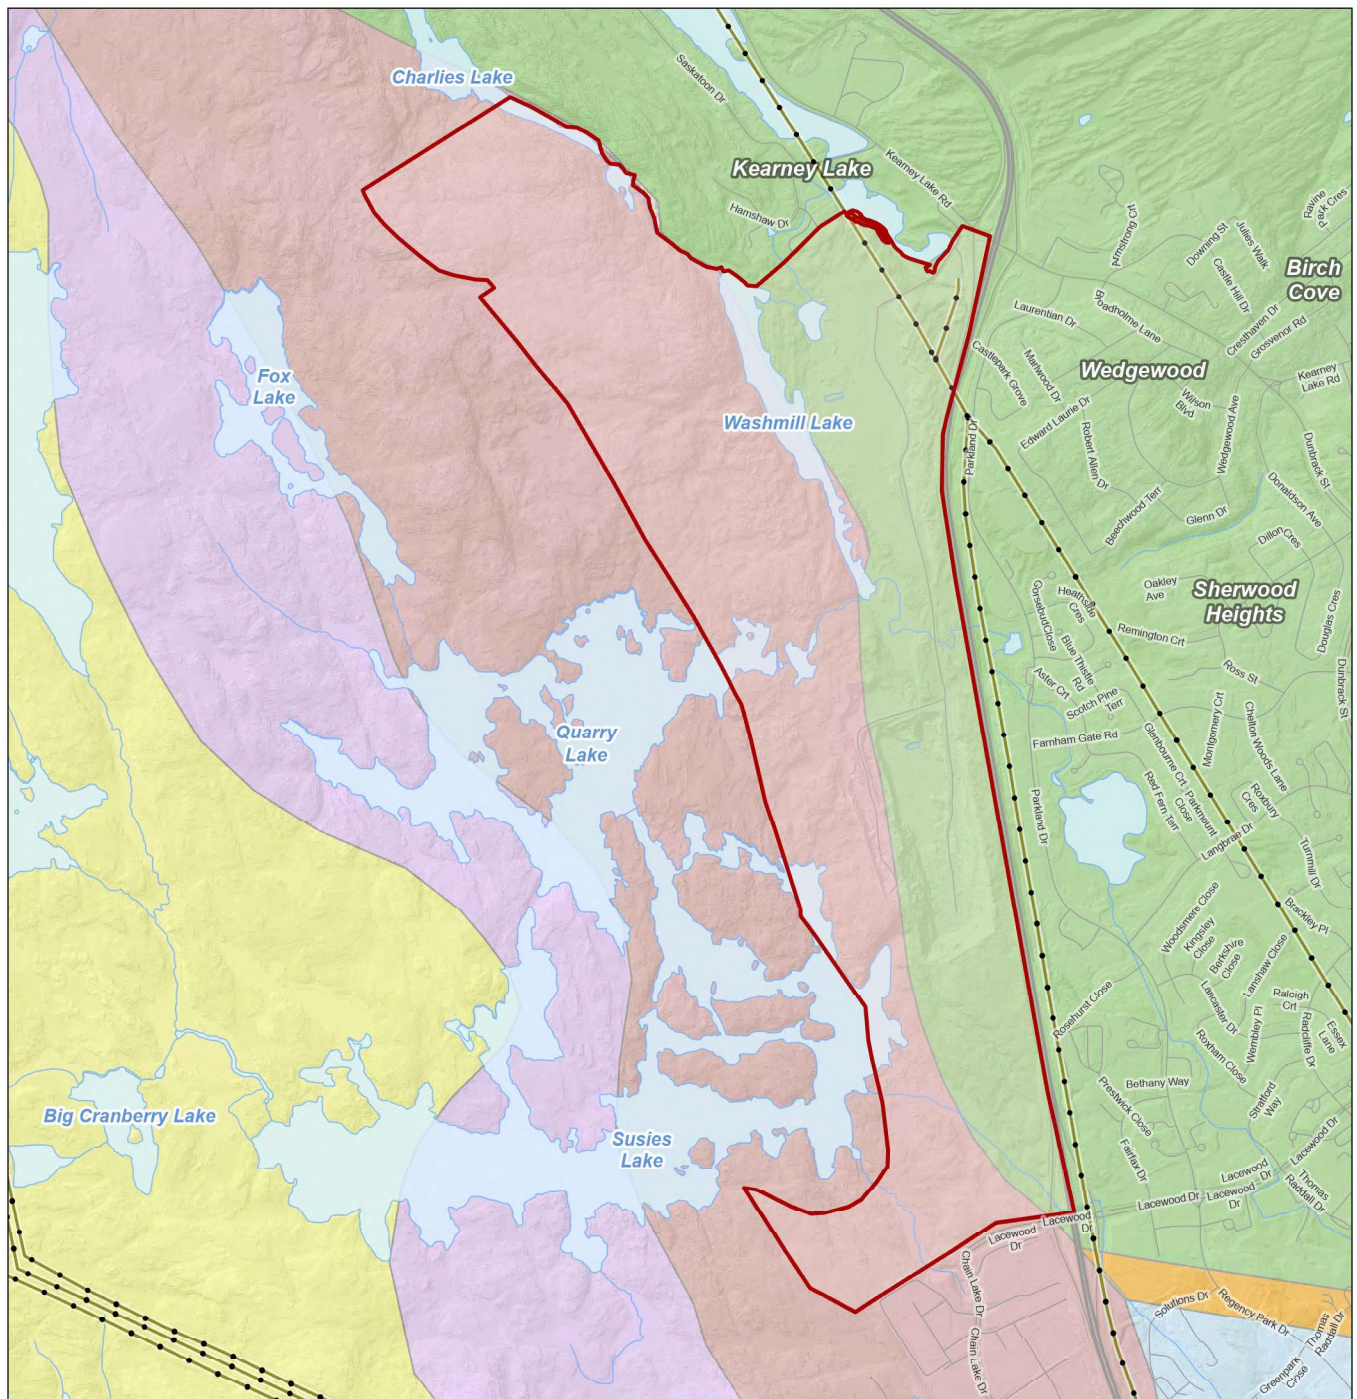 Charlies Lake
Saskatoon Dr
Kearney Lake
Kearney Lake Rd
Hamshaw Dr
Armstrong Crt
Downing St
Julies Walk
Ravine
Park Cres
Castle Hill Dr
Birch
Cove
Laurentian Dr
Broadholme Lane
Cresthaven Dr
Grosvenor Rd
Castlepark Grove
Marlwood Dr
Wedgewood
Kearney
Lake Rd
Fox
Lake
Wilson
Blvd
Washmill Lake
Parkland Dr
Edward Laurie Dr
Robert Allen Dr
Wedgewood Ave
Dunbrack St
Beechwood Terr
Glenn Dr
Donaldson Ave
Dillon Cres
Oakley
Ave
Sherwood
Heights
Gorsebud Close
Heathside
Cres
Douglas Cres
Remington Crt
Blue Thistle
Rd
Aster Crt
Scotch Pine
Terr
Ross St
Dunbrack St
Quarry
Lake
Farnham Gate Rd
Glenbourne Crt
Montgomery Crt
Chelton Woods Lane
Parkland Dr
Red Fern Terr
Parkmount
Close
Roxbury
Cres
Langbrae Dr
Turnmill Dr
Woodsmere Close
Kingsley
Close
Berkshire
Close
Brackley Pl
Lanshaw Close
Rosehurst Close
Lancaster Dr
Raleigh
Crt
Wembley Pl
Radcliffe Dr
Essex
Lane
Roxham Close
Big Cranberry Lake
Bethany Way
Prestwick Close
Stratford
Way
Susies
Lake
Fairfax Dr
Lacewood Dr
Lacewood
Dr
Thomas
Raddall Dr
Lacewood Dr
Lacewood
Dr
Lacewood
Dr
Lacewood
Dr
Chain Lake Dr
Solutions Dr
Regency Park Dr
Thomas
Raddall Dr
Chain Lake Dr
Greenpark
Close